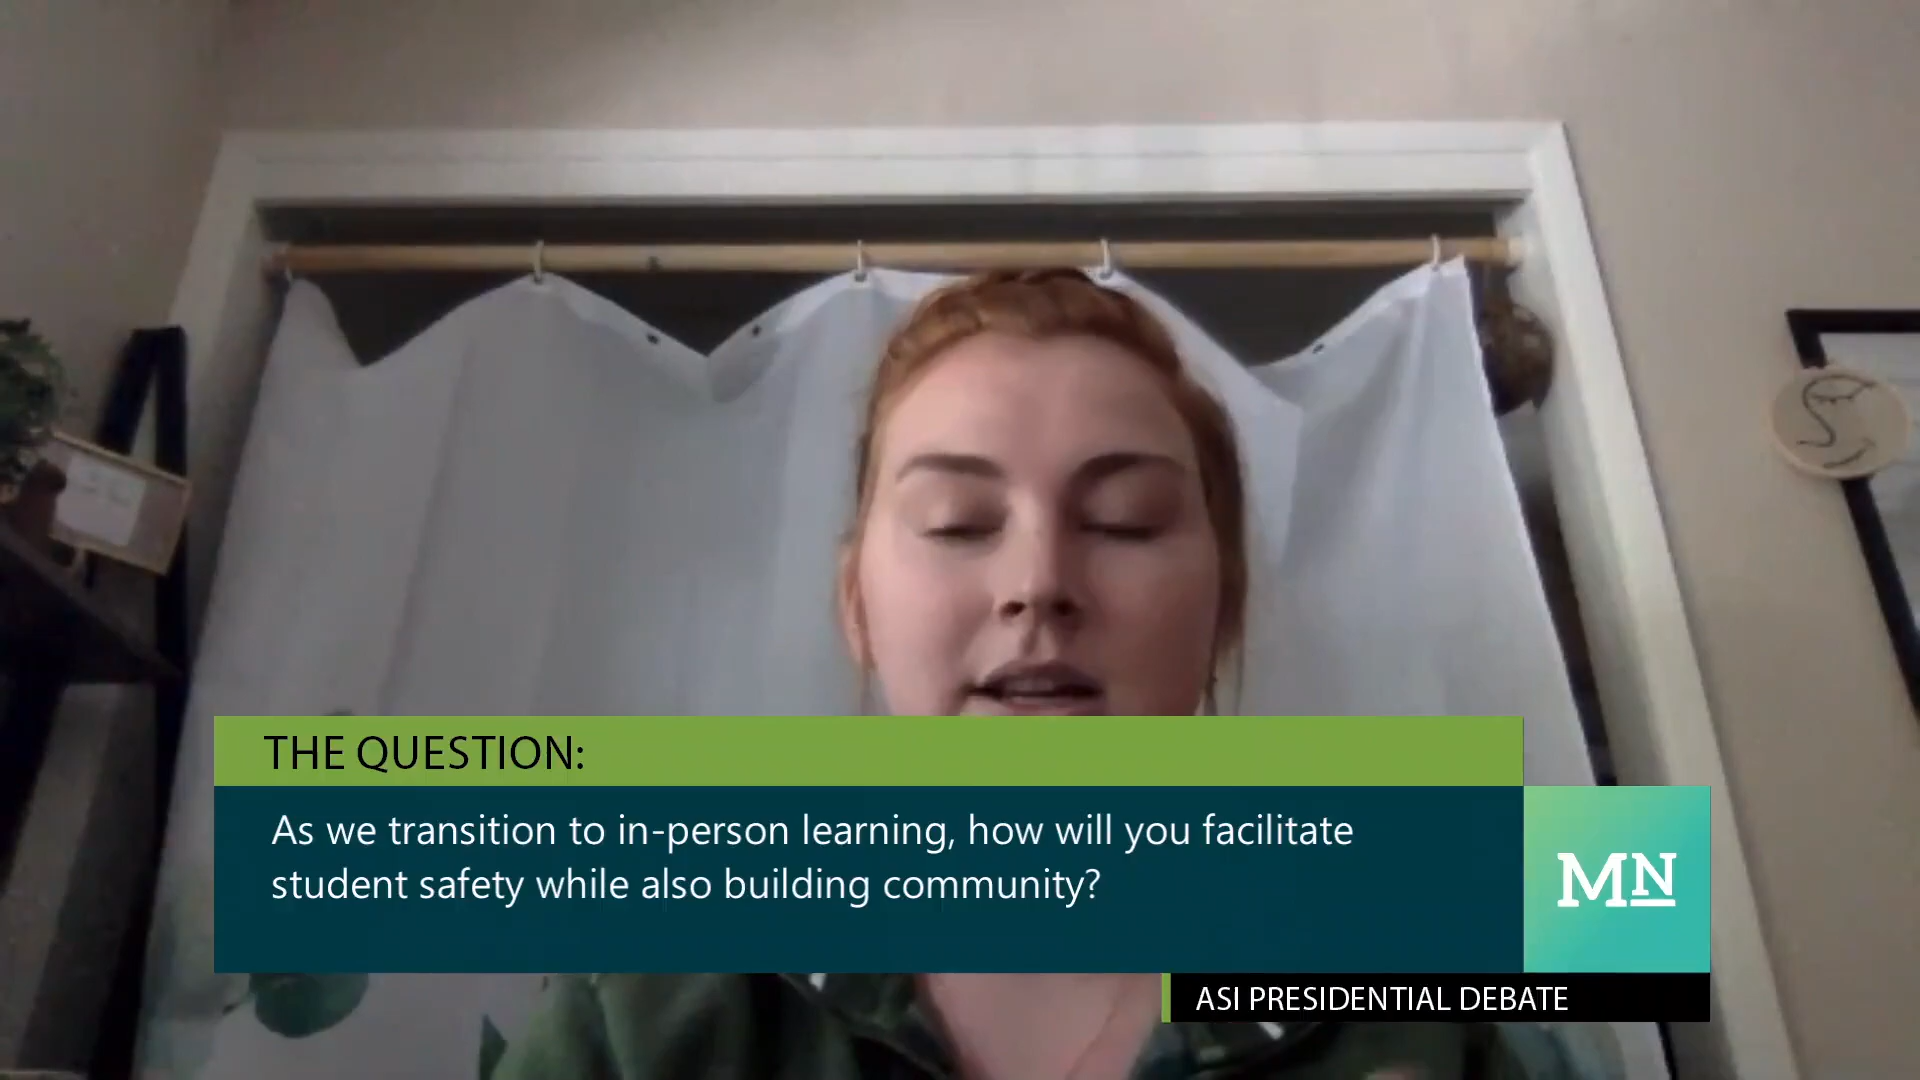 THE QUESTION:
As we transition to in-person learning, how will you facilitate
student safety while also building community?
MN
ASI PRESIDENTIAL DEBATE